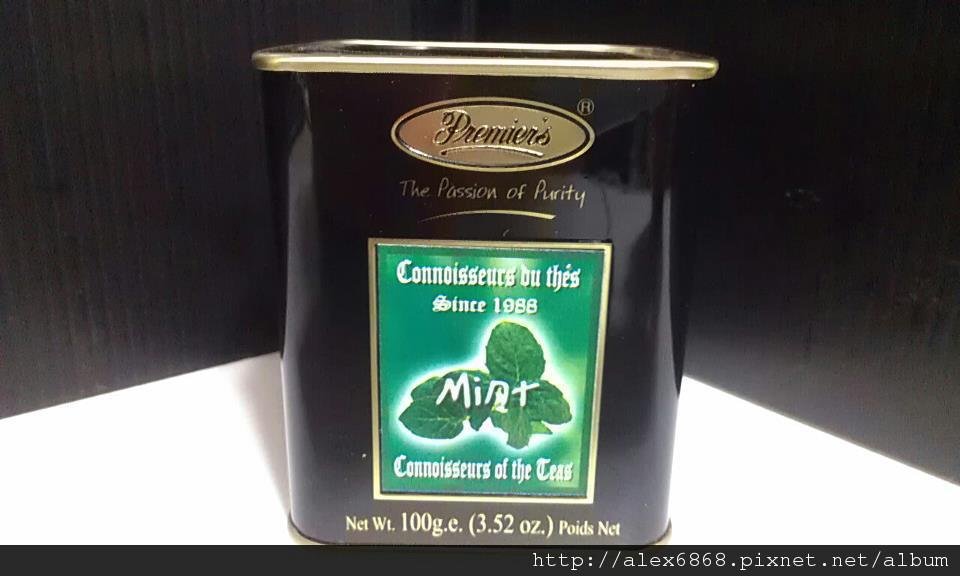 Premier's ®
The Passion of Purity
Connoisseurs du thés
Since 1988
Mint
Connoisseurs of the Teas
Net Wt. 100g.e. (3.52 oz.) Poids Net
http://alex6868.pixnet.net/album